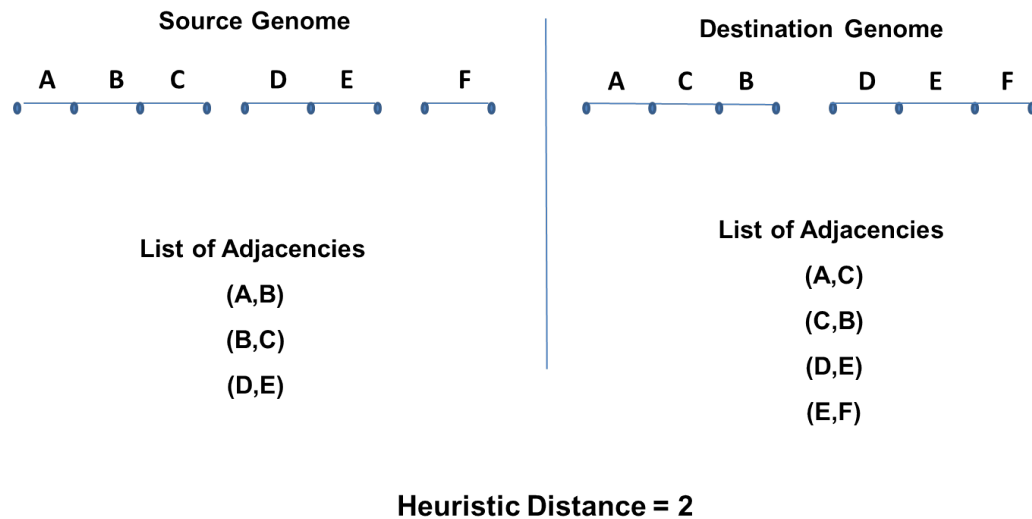 Source Genome
A B C D E F
List of Adjacencies
(A,B)
(B,C)
(D,E)
Destination Genome
A C B D E F
List of Adjacencies
(A,C)
(C,B)
(D,E)
(E,F)
Heuristic Distance = 2